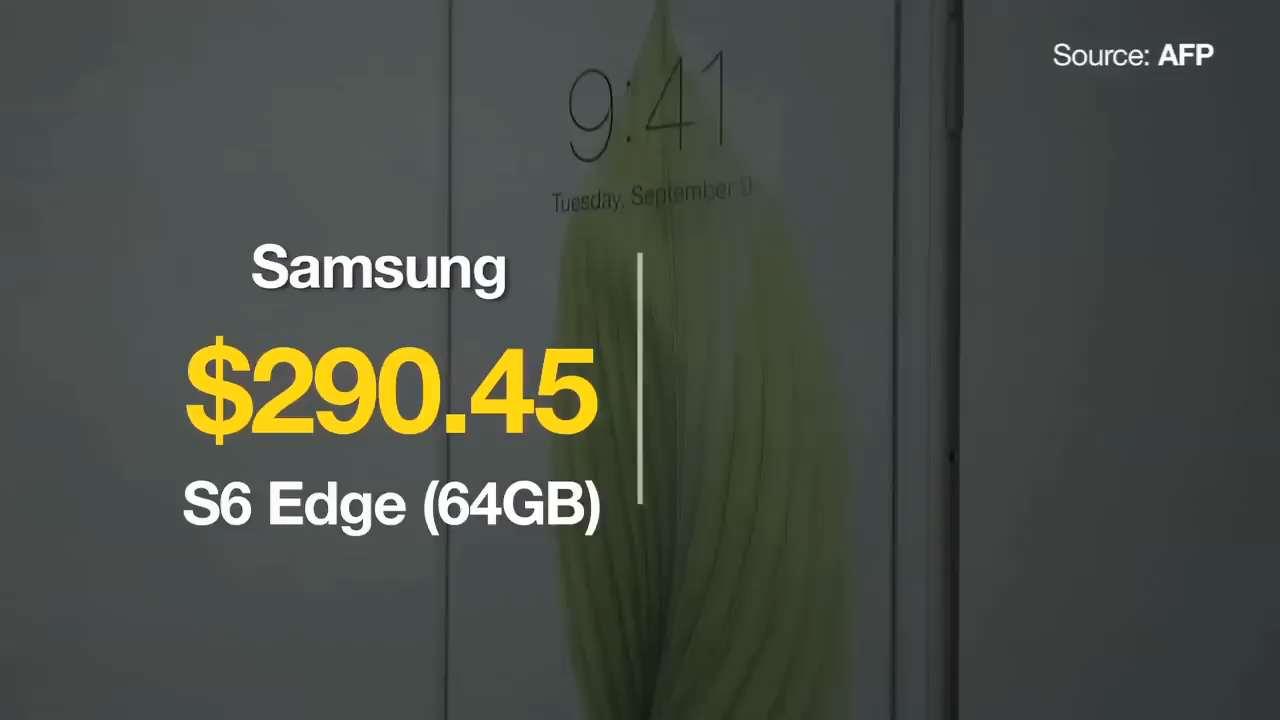 Source: AFP
9:41
Tuesday, September 9
Samsung
$290.45
S6 Edge (64GB)